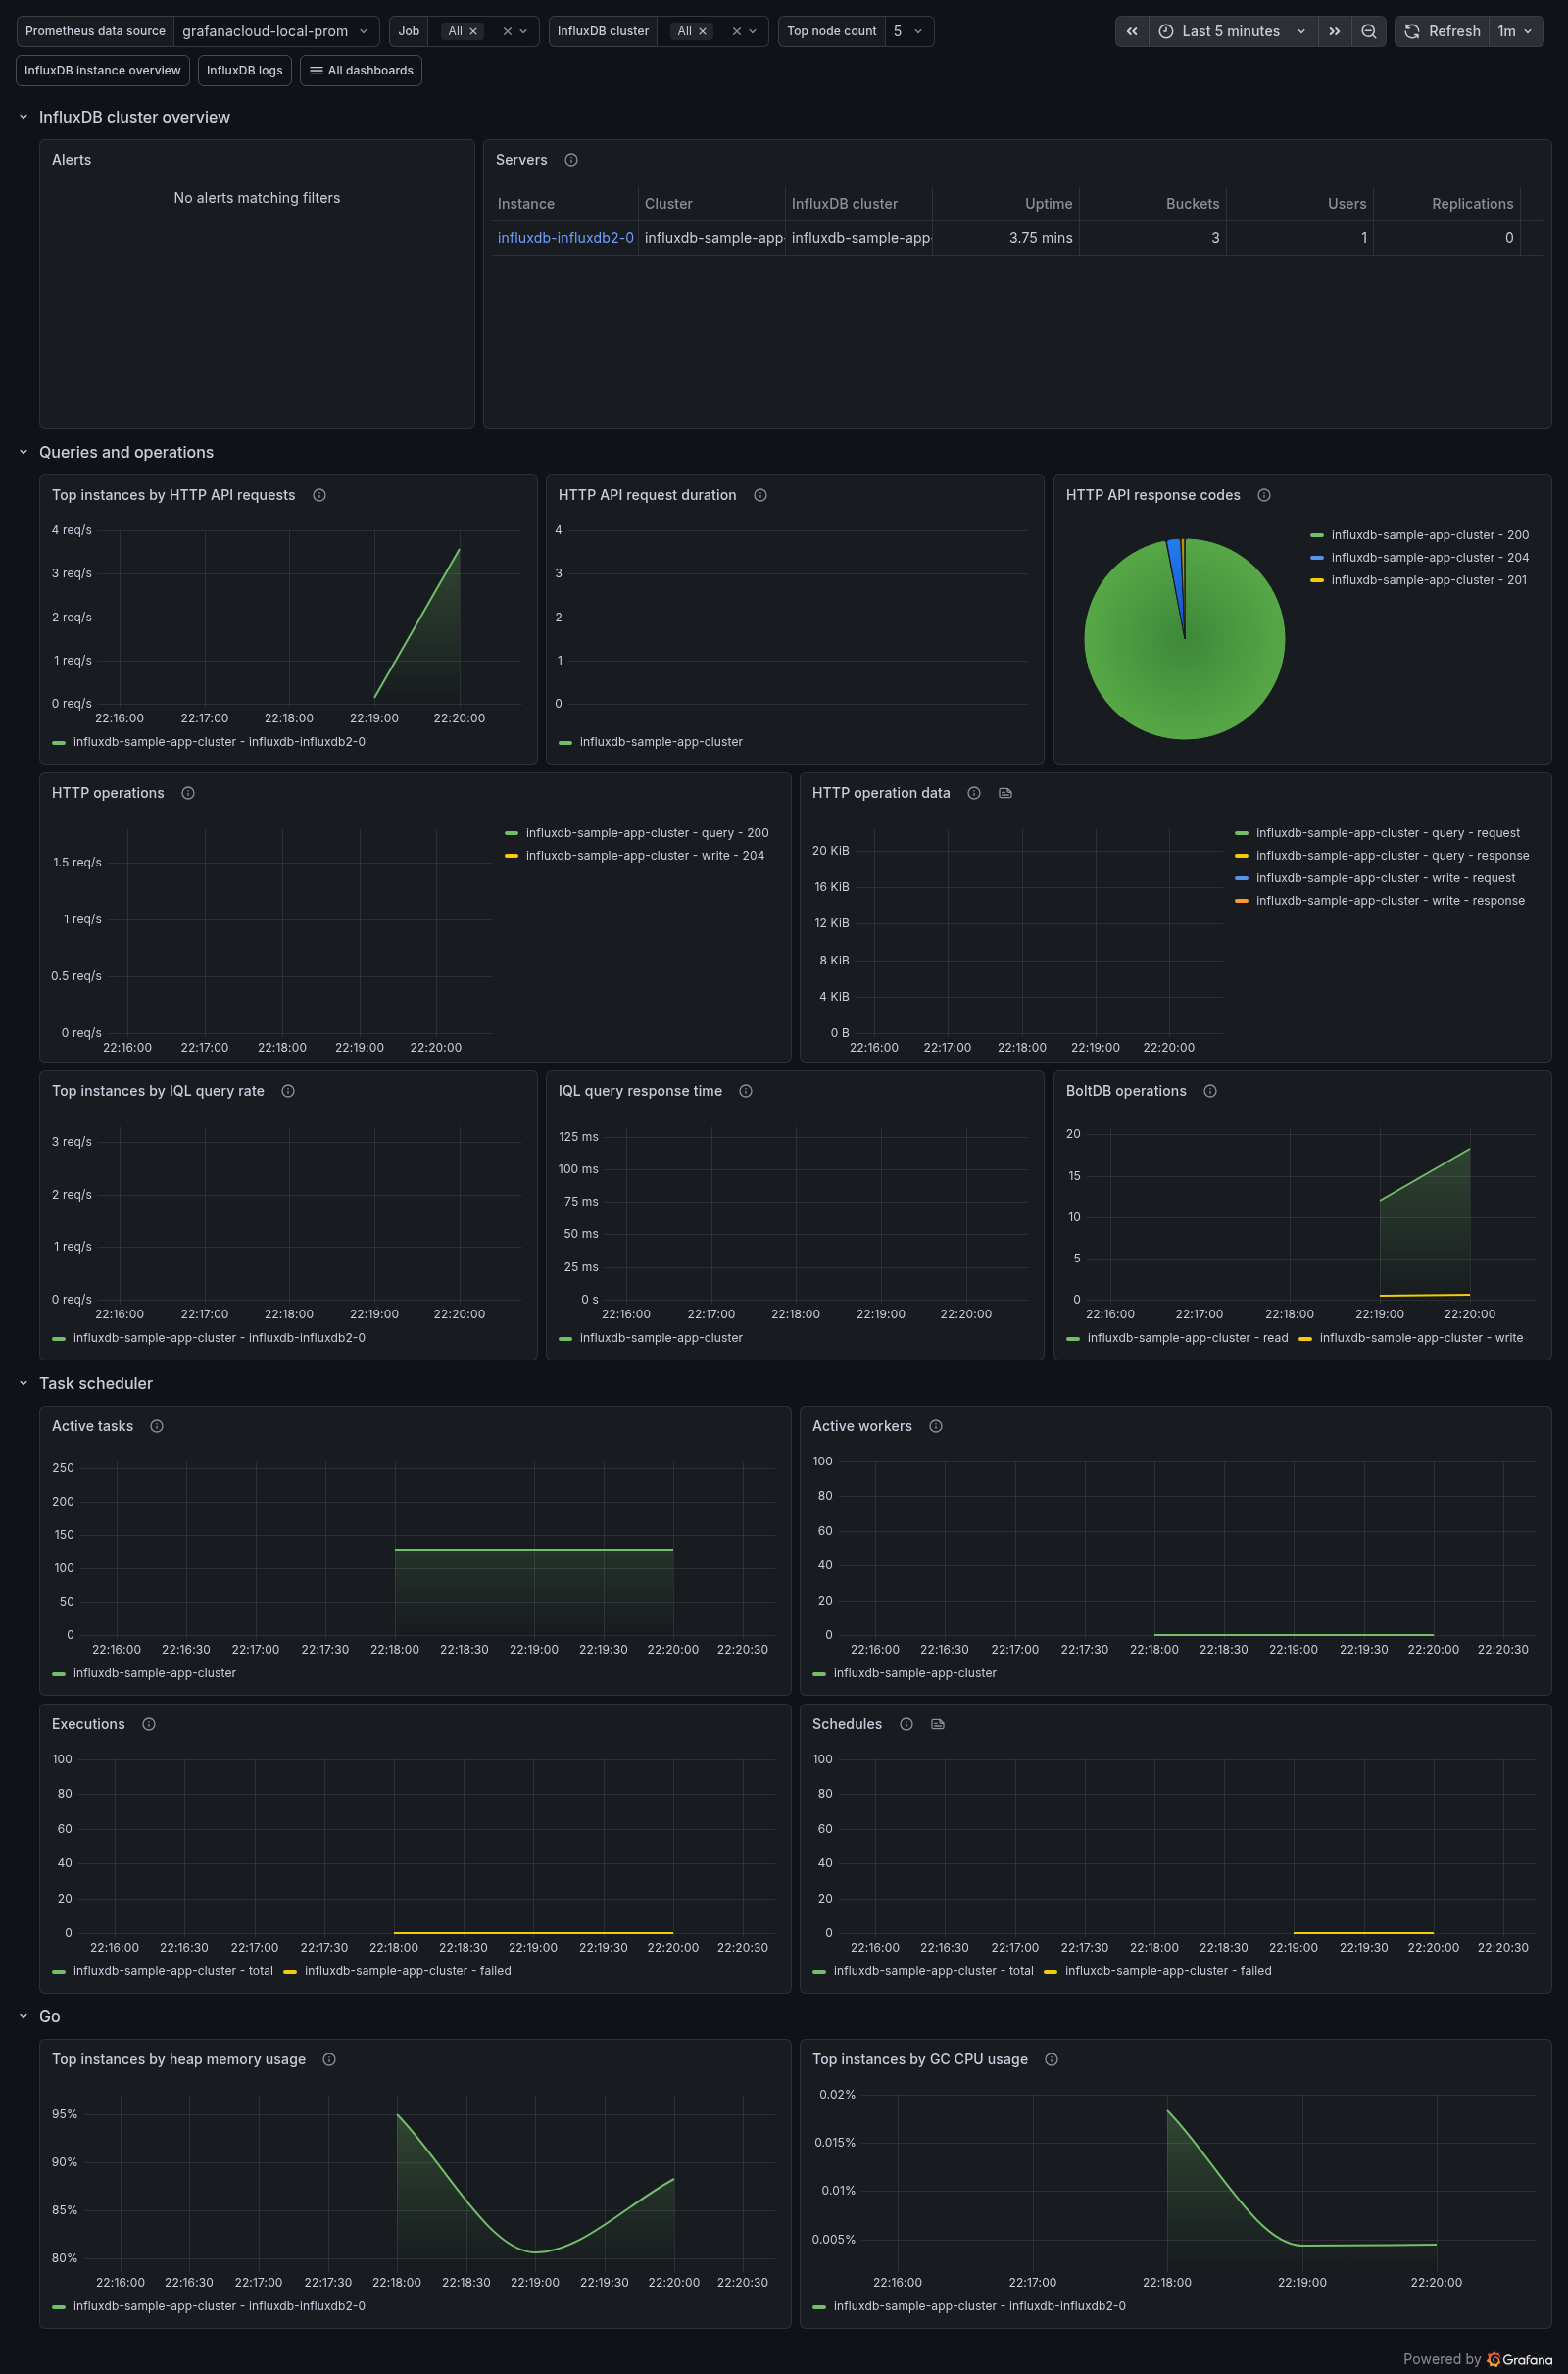 Prometheus data source grafanacloud-local-prom Job All InfluxDB cluster All Top node count 5 Last 5 minutes Refresh 1m
InfluxDB instance overview InfluxDB logs All dashboards
InfluxDB cluster overview
Alerts
No alerts matching filters
Servers
Instance Cluster InfluxDB cluster Uptime Buckets Users Replications
influxdb-influxdb2-0 influxdb-sample-app- influxdb-sample-app- 3.75 mins 3 1 0
Queries and operations
Top instances by HTTP API requests
4 req/s
3 req/s
2 req/s
1 req/s
0 req/s
22:16:00 22:17:00 22:18:00 22:19:00 22:20:00
influxdb-sample-app-cluster - influxdb-influxdb2-0
HTTP API request duration
4
3
2
1
0
influxdb-sample-app-cluster
HTTP API response codes
influxdb-sample-app-cluster - 200
influxdb-sample-app-cluster - 204
influxdb-sample-app-cluster - 201
HTTP operations
1.5 req/s
1 req/s
0.5 req/s
0 req/s
22:16:00 22:17:00 22:18:00 22:19:00 22:20:00
influxdb-sample-app-cluster - query - 200
influxdb-sample-app-cluster - write - 204
HTTP operation data
20 KiB
16 KiB
12 KiB
8 KiB
4 KiB
0 B
22:16:00 22:17:00 22:18:00 22:19:00 22:20:00
influxdb-sample-app-cluster - query - request
influxdb-sample-app-cluster - query - response
influxdb-sample-app-cluster - write - request
influxdb-sample-app-cluster - write - response
Top instances by IQL query rate
3 req/s
2 req/s
1 req/s
0 req/s
22:16:00 22:17:00 22:18:00 22:19:00 22:20:00
influxdb-sample-app-cluster - influxdb-influxdb2-0
IQL query response time
125 ms
100 ms
75 ms
50 ms
25 ms
0 s
22:16:00 22:17:00 22:18:00 22:19:00 22:20:00
influxdb-sample-app-cluster
BoltDB operations
20
15
10
5
0
22:16:00 22:17:00 22:18:00 22:19:00 22:20:00
influxdb-sample-app-cluster - read influxdb-sample-app-cluster - write
Task scheduler
Active tasks
250
200
150
100
50
0
22:16:00 22:16:30 22:17:00 22:17:30 22:18:00 22:18:30 22:19:00 22:19:30 22:20:00 22:20:30
influxdb-sample-app-cluster
Active workers
100
80
60
40
20
0
22:16:00 22:16:30 22:17:00 22:17:30 22:18:00 22:18:30 22:19:00 22:19:30 22:20:00 22:20:30
influxdb-sample-app-cluster
Executions
100
80
60
40
20
0
22:16:00 22:16:30 22:17:00 22:17:30 22:18:00 22:18:30 22:19:00 22:19:30 22:20:00 22:20:30
influxdb-sample-app-cluster - total influxdb-sample-app-cluster - failed
Schedules
100
80
60
40
20
0
22:16:00 22:16:30 22:17:00 22:17:30 22:18:00 22:18:30 22:19:00 22:19:30 22:20:00 22:20:30
influxdb-sample-app-cluster - total influxdb-sample-app-cluster - failed
Go
Top instances by heap memory usage
95%
90%
85%
80%
22:16:00 22:16:30 22:17:00 22:17:30 22:18:00 22:18:30 22:19:00 22:19:30 22:20:00 22:20:30
influxdb-sample-app-cluster - influxdb-influxdb2-0
Top instances by GC CPU usage
0.02%
0.015%
0.01%
0.005%
22:16:00 22:17:00 22:18:00 22:19:00 22:20:00
influxdb-sample-app-cluster - influxdb-influxdb2-0
Powered by Grafana